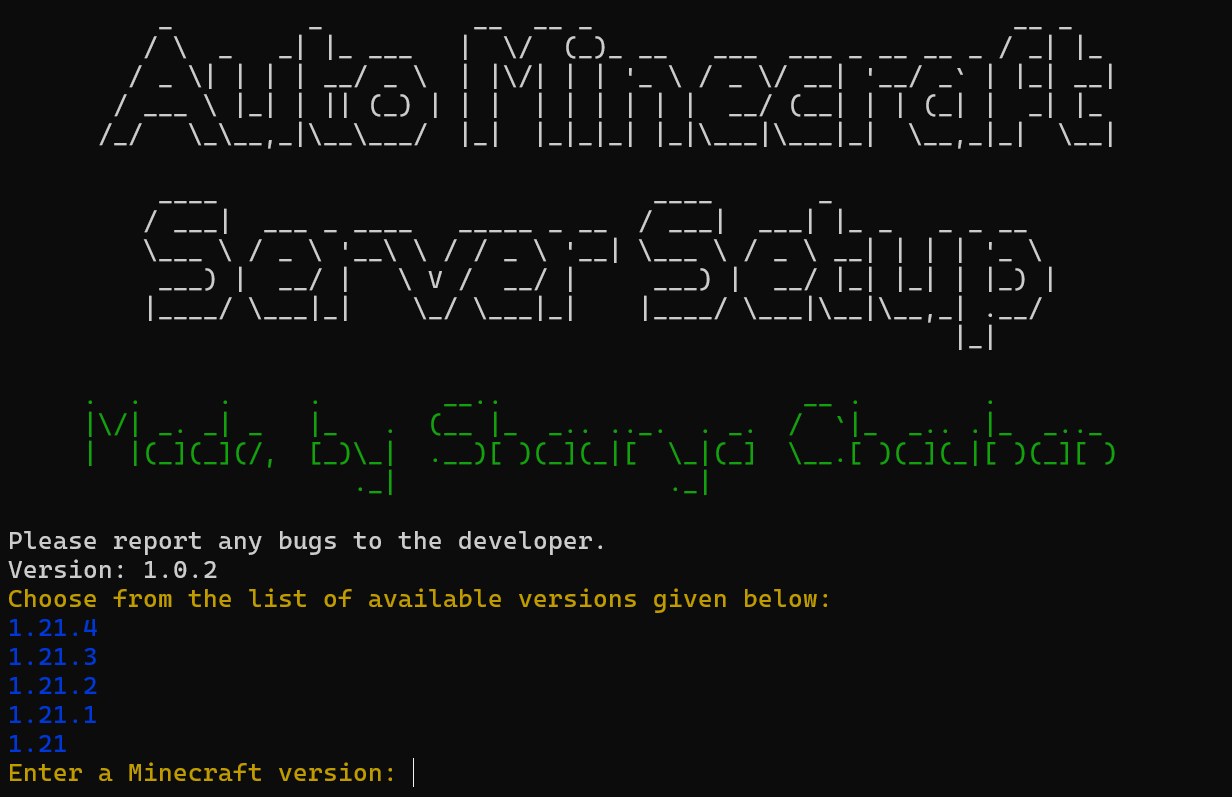 Auto Minecraft
Server Setup
Made by Shaurya Chauhan
Please report any bugs to the developer.
Version: 1.0.2
Choose from the list of available versions given below:
1.21.4
1.21.3
1.21.2
1.21.1
1.21
Enter a Minecraft version: